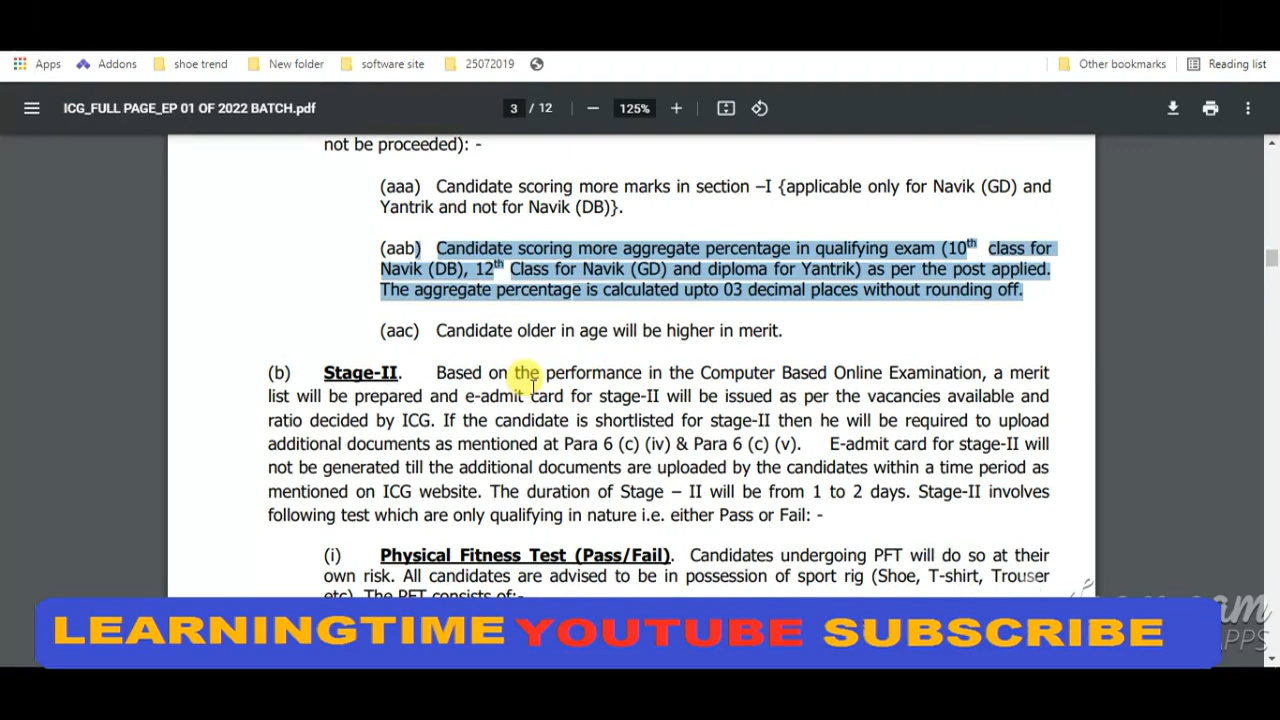 Apps Addons shoe trend New folder software site 25072019 Other bookmarks Reading list
ICG_FULL PAGE_EP 01 OF 2022 BATCH.pdf 3 / 12 125%
not be proceeded): -
(aaa) Candidate scoring more marks in section –I {applicable only for Navik (GD) and
Yantrik and not for Navik (DB)}.
(aab) Candidate scoring more aggregate percentage in qualifying exam (10th class for
Navik (DB), 12th Class for Navik (GD) and diploma for Yantrik) as per the post applied.
The aggregate percentage is calculated upto 03 decimal places without rounding off.
(aac) Candidate older in age will be higher in merit.
(b) Stage-II. Based on the performance in the Computer Based Online Examination, a merit
list will be prepared and e-admit card for stage-II will be issued as per the vacancies available and
ratio decided by ICG. If the candidate is shortlisted for stage-II then he will be required to upload
additional documents as mentioned at Para 6 (c) (iv) & Para 6 (c) (v). E-admit card for stage-II will
not be generated till the additional documents are uploaded by the candidates within a time period as
mentioned on ICG website. The duration of Stage – II will be from 1 to 2 days. Stage-II involves
following test which are only qualifying in nature i.e. either Pass or Fail: -
(i) Physical Fitness Test (Pass/Fail). Candidates undergoing PFT will do so at their
own risk. All candidates are advised to be in possession of sport rig (Shoe, T-shirt, Trouser
etc). The PFT consists of:-
LEARNINGTIME YOUTUBE SUBSCRIBE
APPS